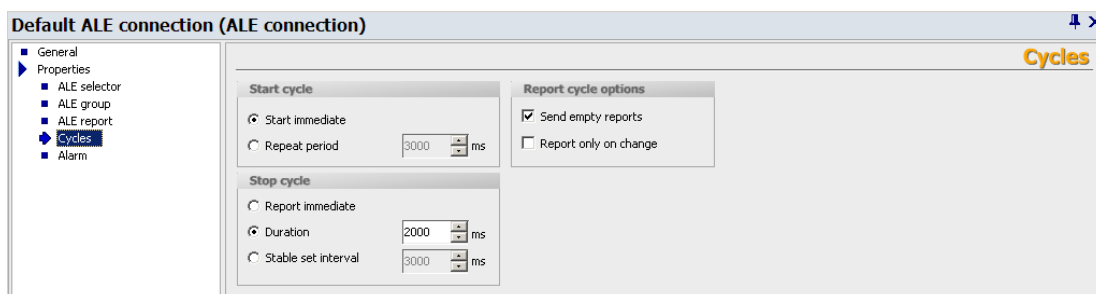 Default ALE connection (ALE connection)
General
Properties
ALE selector
ALE group
ALE report
Cycles
Alarm
Cycles
Start cycle
Start immediate
Repeat period 3000 ms
Stop cycle
Report immediate
Duration 2000 ms
Stable set interval 3000 ms
Report cycle options
Send empty reports
Report only on change